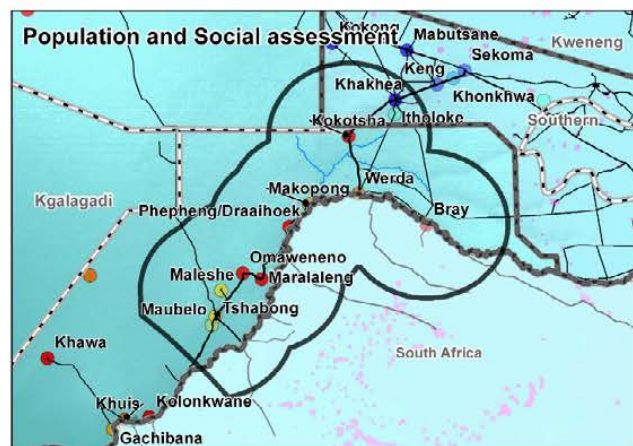 Population and Social assessment
Kokong
Mabutsane
Kweneng
Keng
Sekoma
Khakhea
Khonkhwa
Itholoke
Southern
Kokotsha
Werda
Kgalagadi
Makopong
Phepheng/Draaihoek
Bray
Omaweneno
Maleshe
Maralaleng
Maubelo
Tshabong
Khawa
South Africa
Khuis
Kolonkwane
Gachibana